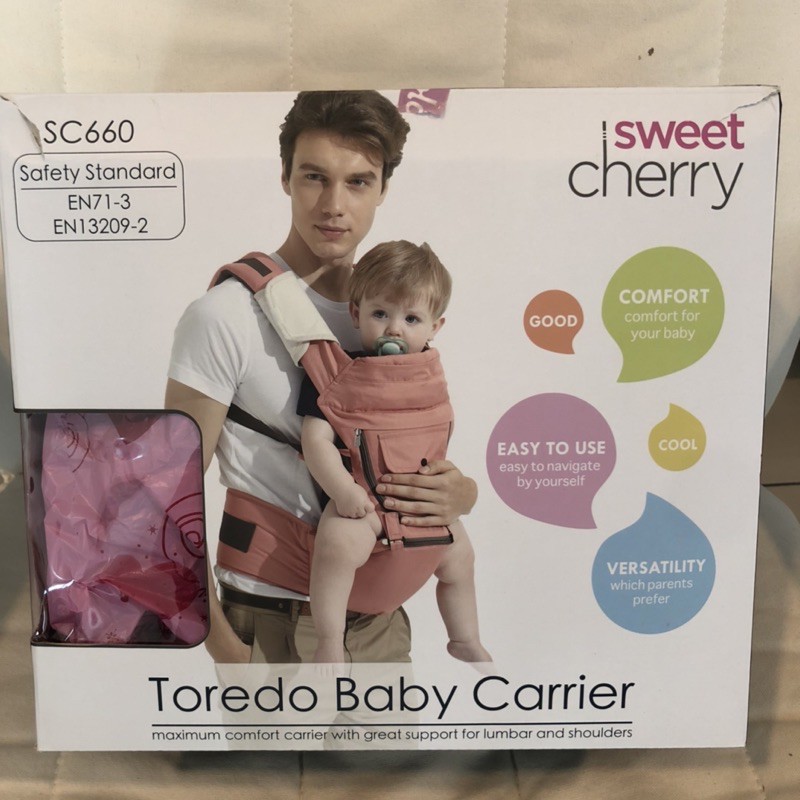 SC660
Safety Standard
EN71-3
EN13209-2
sweet
cherry
GOOD
COMFORT
comfort for
your baby
EASY TO USE
easy to navigate
by yourself
COOL
VERSATILITY
which parents
prefer
Toredo Baby Carrier
maximum comfort carrier with great support for lumbar and shoulders